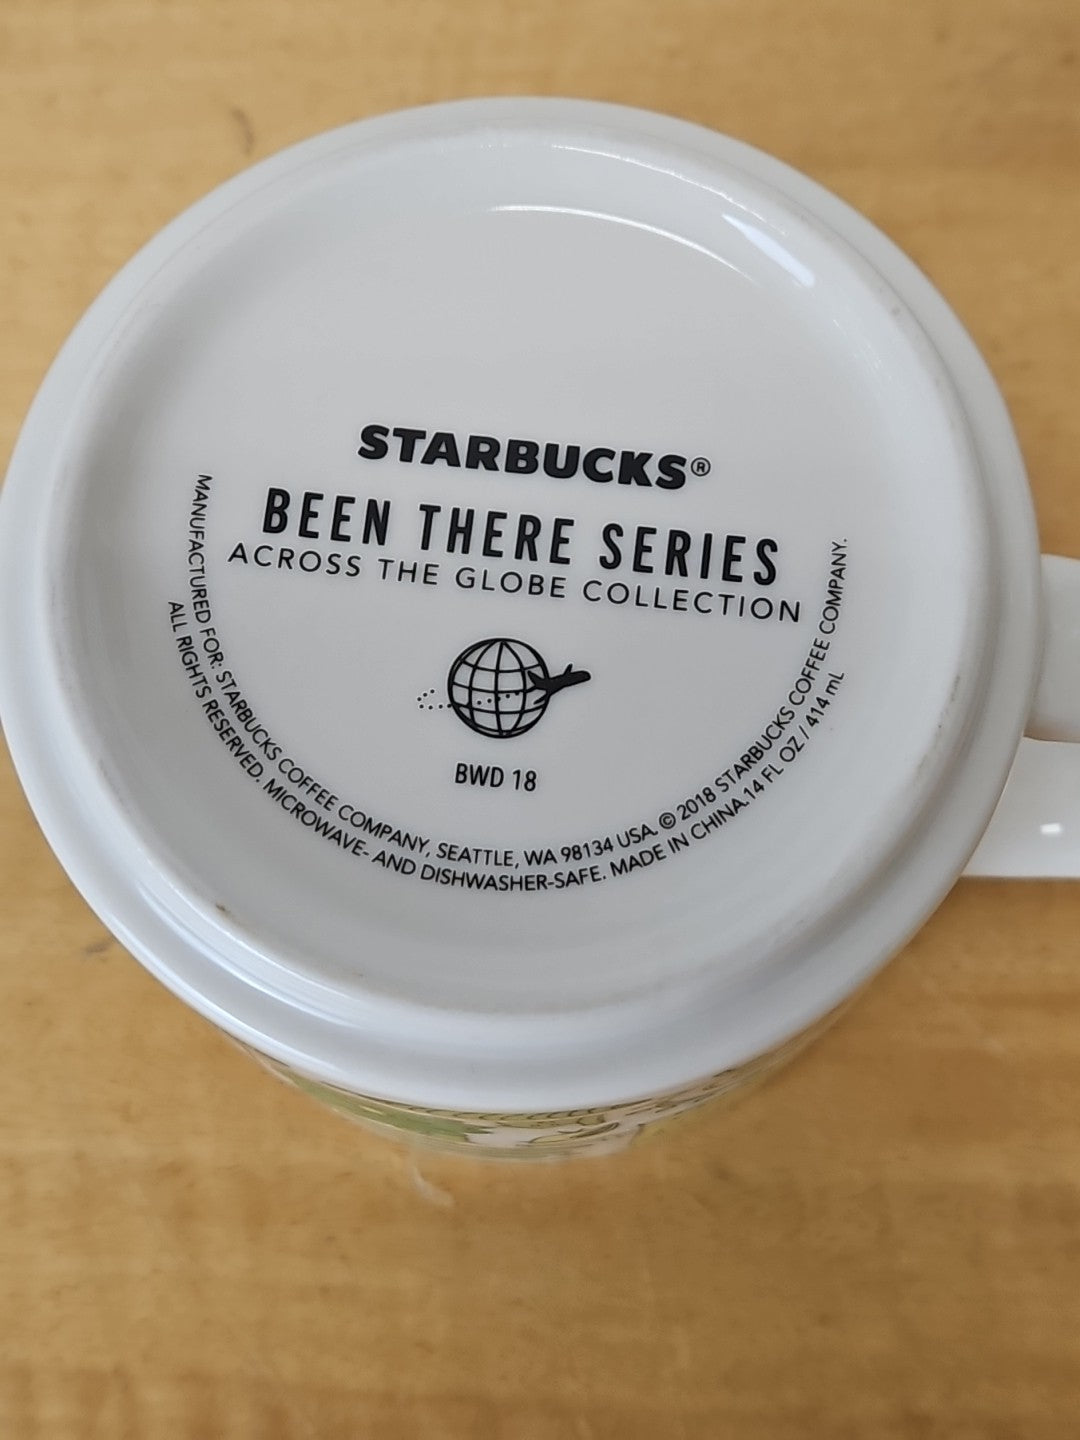 STARBUCKS®
BEEN THERE SERIES
ACROSS THE GLOBE COLLECTION
BWD 18
MANUFACTURED FOR: STARBUCKS COFFEE COMPANY, SEATTLE, WA 98134 USA. © 2018 STARBUCKS COFFEE COMPANY.
ALL RIGHTS RESERVED. MICROWAVE- AND DISHWASHER-SAFE. MADE IN CHINA.14 FL OZ / 414 mL